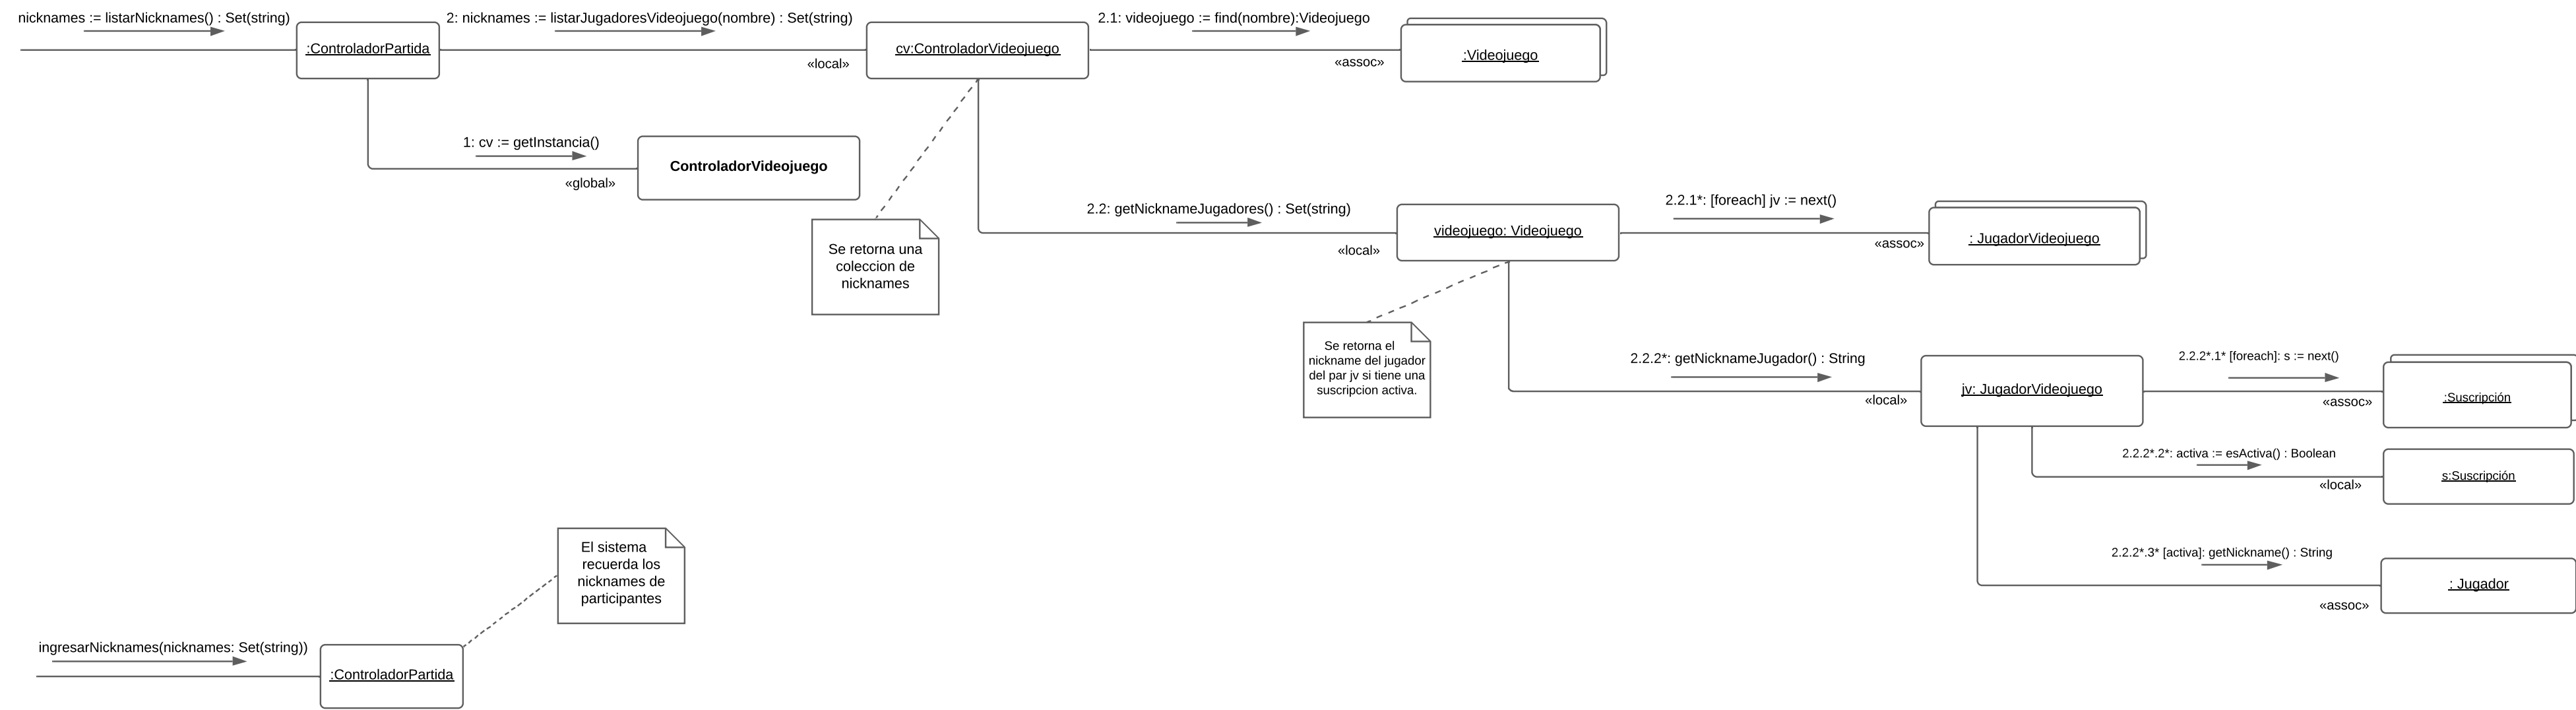 nicknames := listarNicknames() : Set(string)
:ControladorPartida
2: nicknames := listarJugadoresVideojuego(nombre) : Set(string)
«local»
cv:ControladorVideojuego
2.1: videojuego := find(nombre):Videojuego
«assoc»
:Videojuego
1: cv := getInstancia()
«global»
ControladorVideojuego
Se retorna una
coleccion de
nicknames
2.2: getNicknameJugadores() : Set(string)
«local»
videojuego: Videojuego
2.2.1*: [foreach] jv := next()
«assoc»
: JugadorVideojuego
Se retorna el
nickname del jugador
del par jv si tiene una
suscripcion activa.
2.2.2*: getNicknameJugador() : String
«local»
jv: JugadorVideojuego
2.2.2*.1* [foreach]: s := next()
«assoc»
:Suscripción
2.2.2*.2*: activa := esActiva() : Boolean
«local»
s:Suscripción
2.2.2*.3* [activa]: getNickname() : String
«assoc»
: Jugador
El sistema
recuerda los
nicknames de
participantes
ingresarNicknames(nicknames: Set(string))
:ControladorPartida